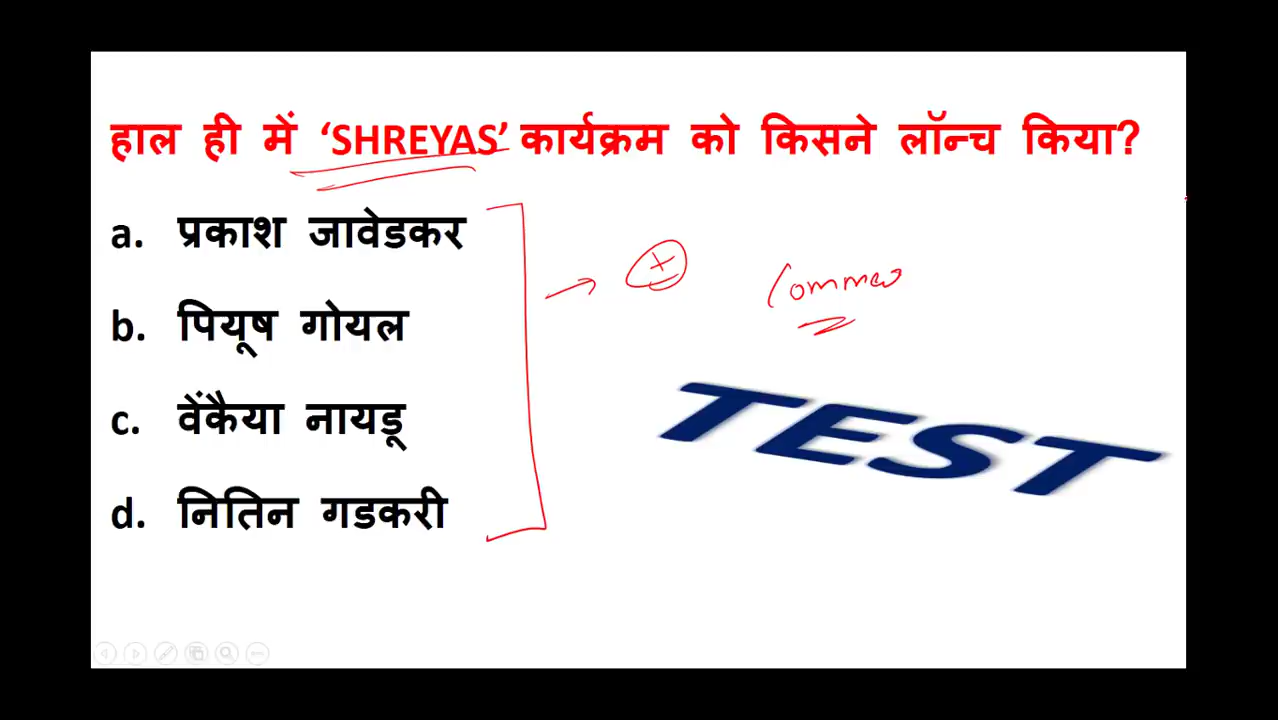 हाल ही में ‘SHREYAS’ कार्यक्रम को किसने लॉन्च किया?
a. प्रकाश जावेडकर
b. पियूष गोयल
c. वेंकैया नायडू
d. नितिन गडकरी
TEST